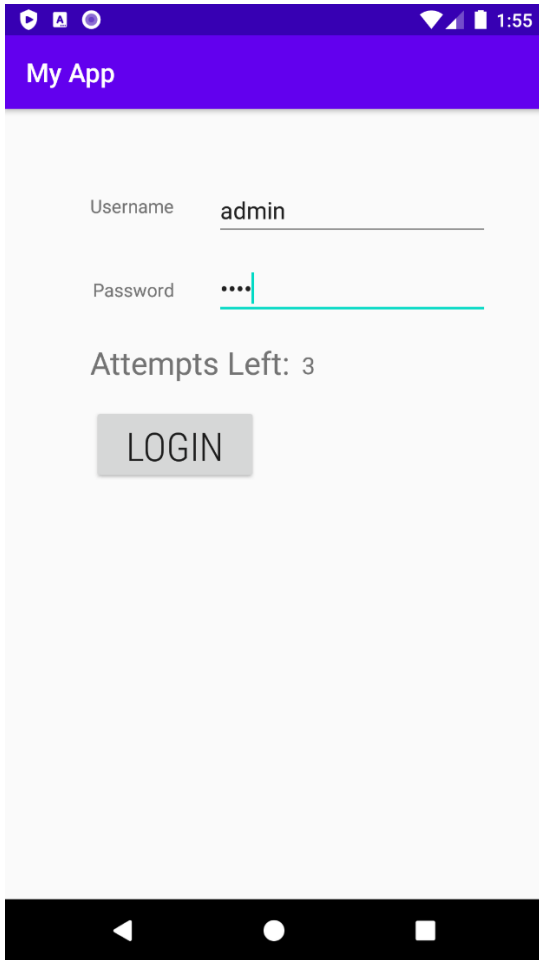 1:55
My App
Username admin
Password ••••
Attempts Left: 3
LOGIN